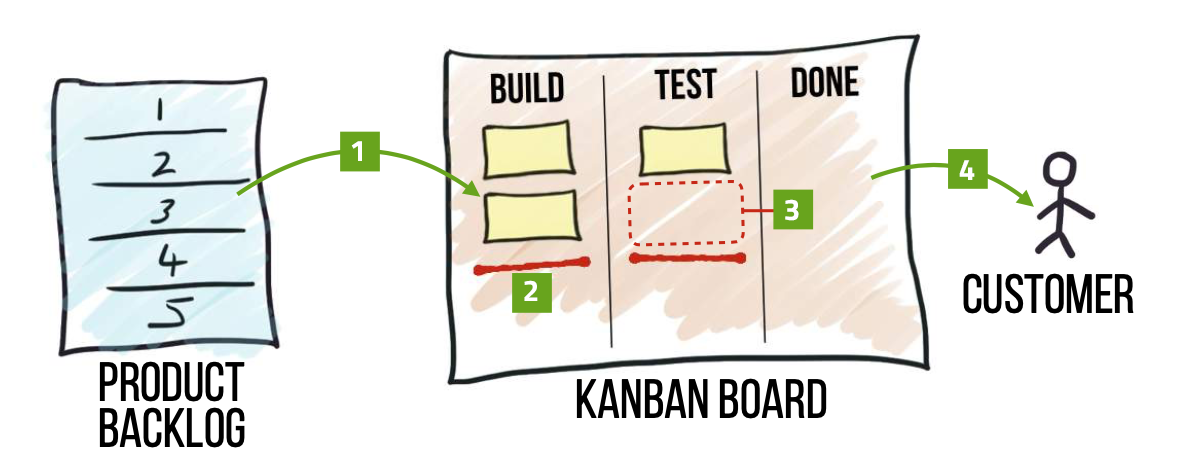 1
2
3
4
5
PRODUCT
BACKLOG
1
BUILD
TEST
DONE
2
3
KANBAN BOARD
4
CUSTOMER